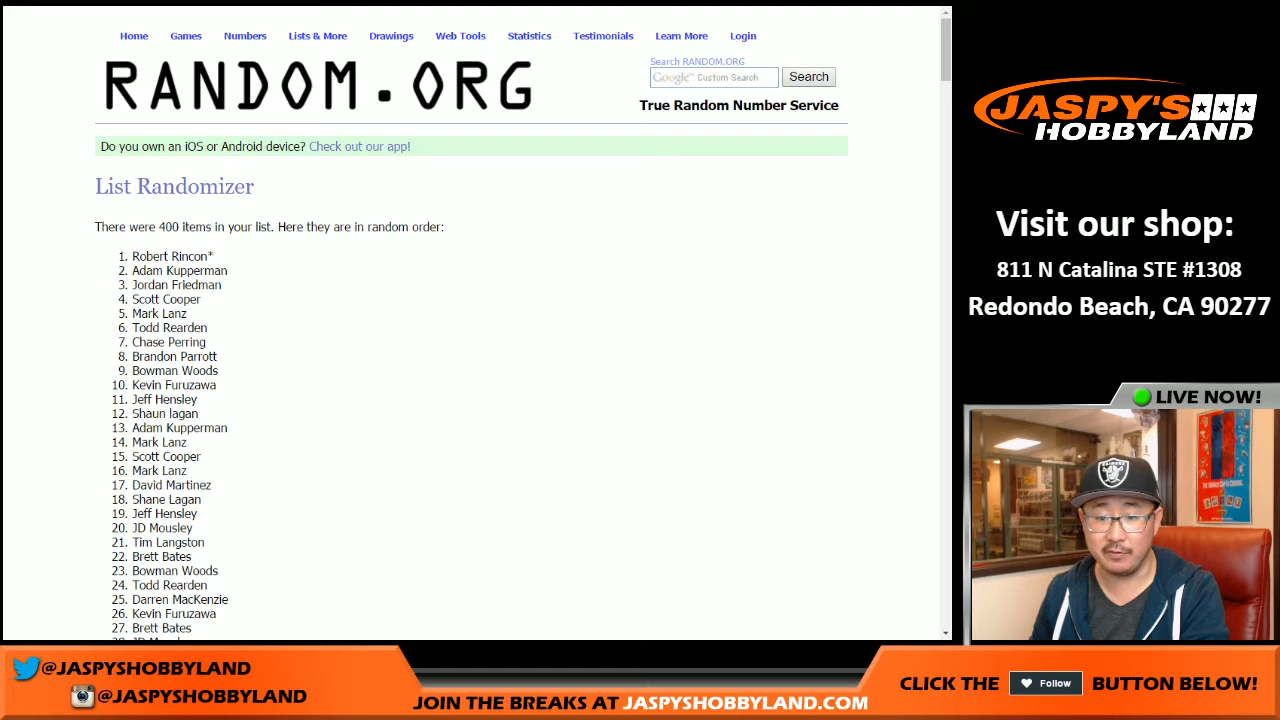 Home Games Numbers Lists & More Drawings Web Tools Statistics Testimonials Learn More Login
RANDOM.ORG
Search RANDOM.ORG
Google™ Custom Search Search
True Random Number Service
Do you own an iOS or Android device? Check out our app!
List Randomizer
There were 400 items in your list. Here they are in random order:
1. Robert Rincon*
2. Adam Kupperman
3. Jordan Friedman
4. Scott Cooper
5. Mark Lanz
6. Todd Rearden
7. Chase Perring
8. Brandon Parrott
9. Bowman Woods
10. Kevin Furuzawa
11. Jeff Hensley
12. Shaun lagan
13. Adam Kupperman
14. Mark Lanz
15. Scott Cooper
16. Mark Lanz
17. David Martinez
18. Shane Lagan
19. Jeff Hensley
20. JD Mousley
21. Tim Langston
22. Brett Bates
23. Bowman Woods
24. Todd Rearden
25. Darren MacKenzie
26. Kevin Furuzawa
27. Brett Bates
JASPY'S
HOBBYLAND
Visit our shop:
811 N Catalina STE #1308
Redondo Beach, CA 90277
LIVE NOW!
RAIDERS
@JASPYSHOBBYLAND
@JASPYSHOBBYLAND
JOIN THE BREAKS AT JASPYSHOBBYLAND.COM
CLICK THE Follow BUTTON BELOW!